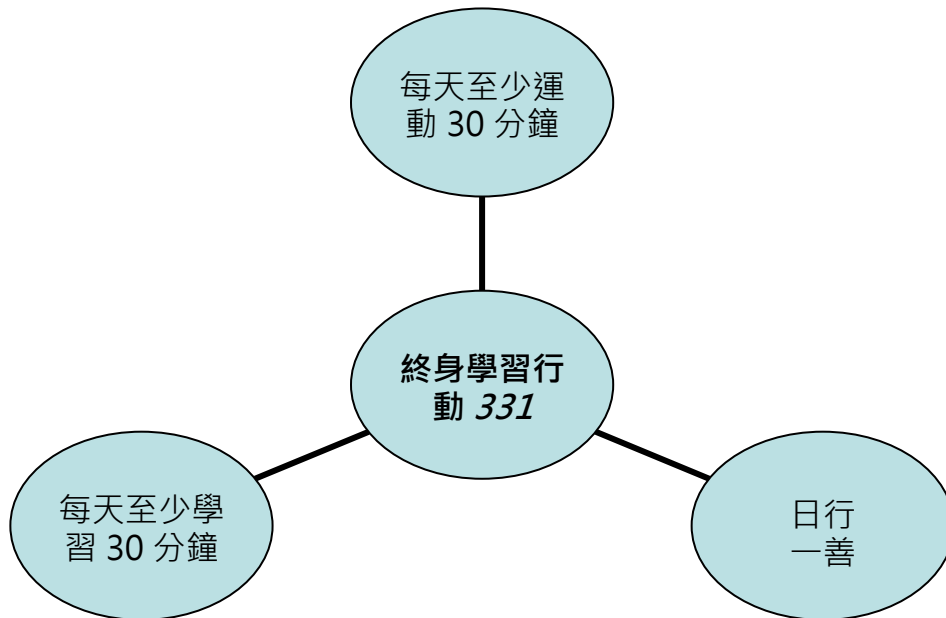 每天至少運
動 30 分鐘
終身學習行
動 331
每天至少學
習 30 分鐘
日行
一善